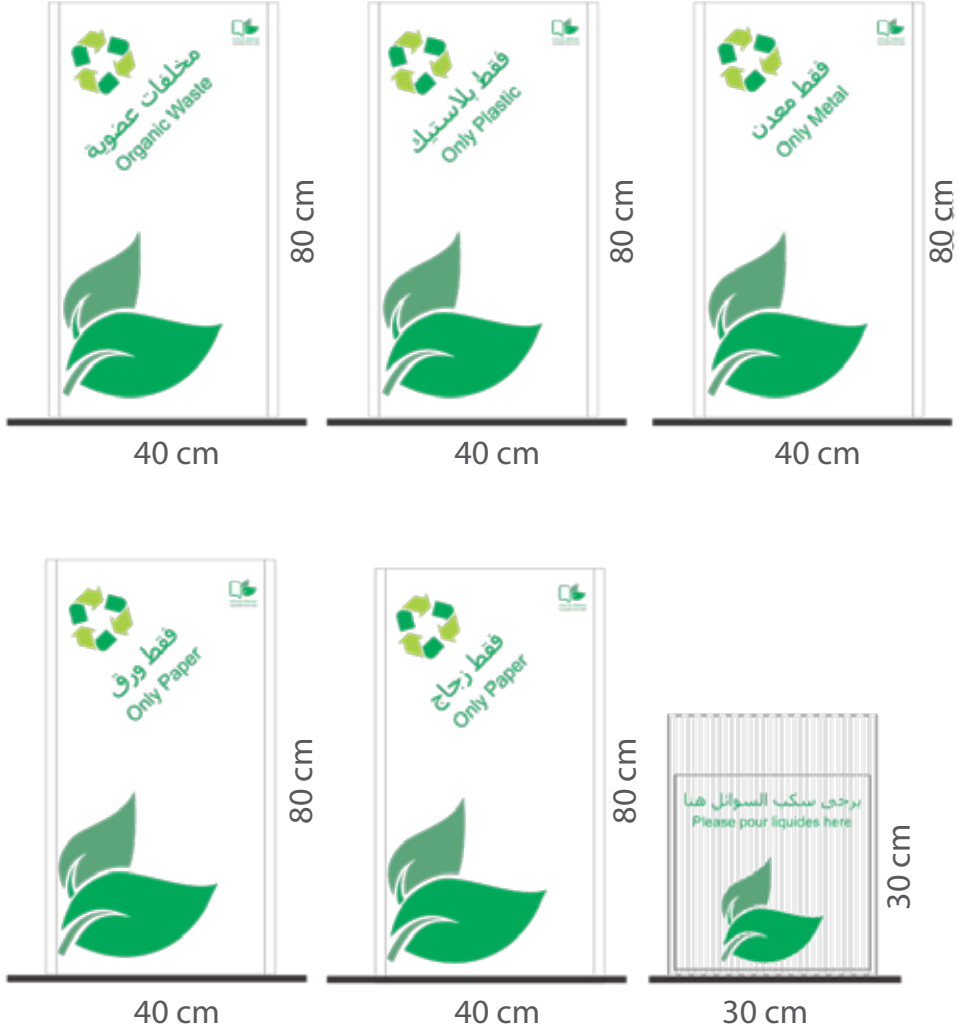 مخلفات عضوية
Organic Waste
80 cm
40 cm
فقط بلاستيك
Only Plastic
80 cm
40 cm
فقط معدن
Only Metal
80 cm
40 cm
فقط ورق
Only Paper
80 cm
40 cm
فقط زجاج
Only Paper
80 cm
40 cm
يرجى سكب السوائل هنا
Please pour liquides here
30 cm
30 cm